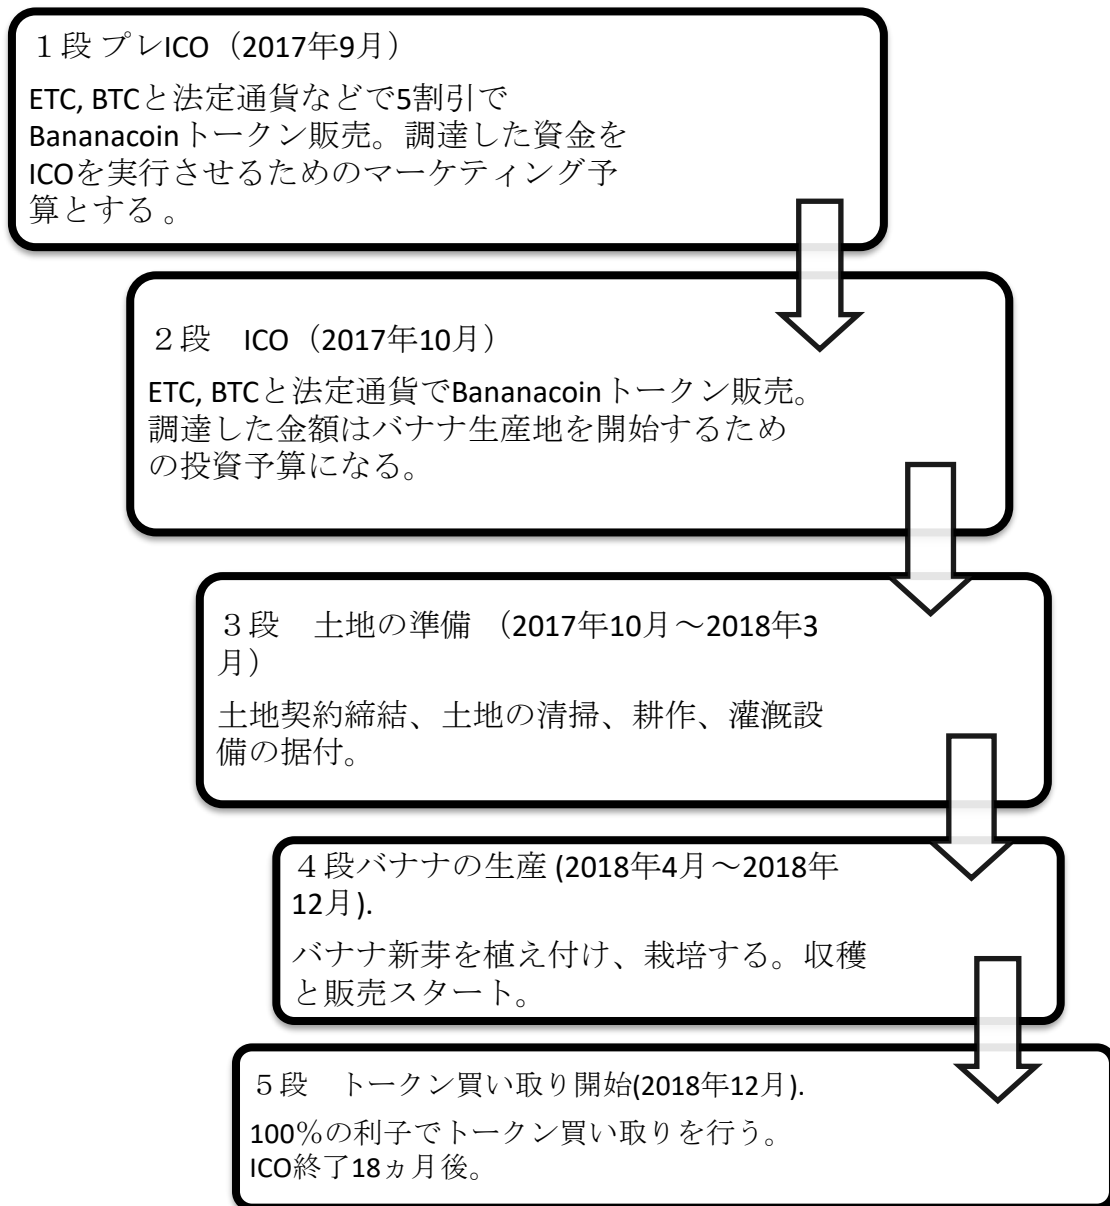 １段 プレICO（2017年9月）
ETC, BTCと法定通貨などで5割引で
Bananacoinトークン販売。調達した資金を
ICOを実行させるためのマーケティング予
算とする 。
２段　ICO（2017年10月）
ETC, BTCと法定通貨でBananacoinトークン販売。
調達した金額はバナナ生産地を開始するため
の投資予算になる。
３段　土地の準備 （2017年10月～2018年3
月）
土地契約締結、土地の清掃、耕作、灌漑設
備の据付。
４段バナナの生産 (2018年4月～2018年
12月).
バナナ新芽を植え付け、栽培する。収穫
と販売スタート。
５段　トークン買い取り開始(2018年12月).
100％の利子でトークン買い取りを行う。
ICO終了18ヵ月後。